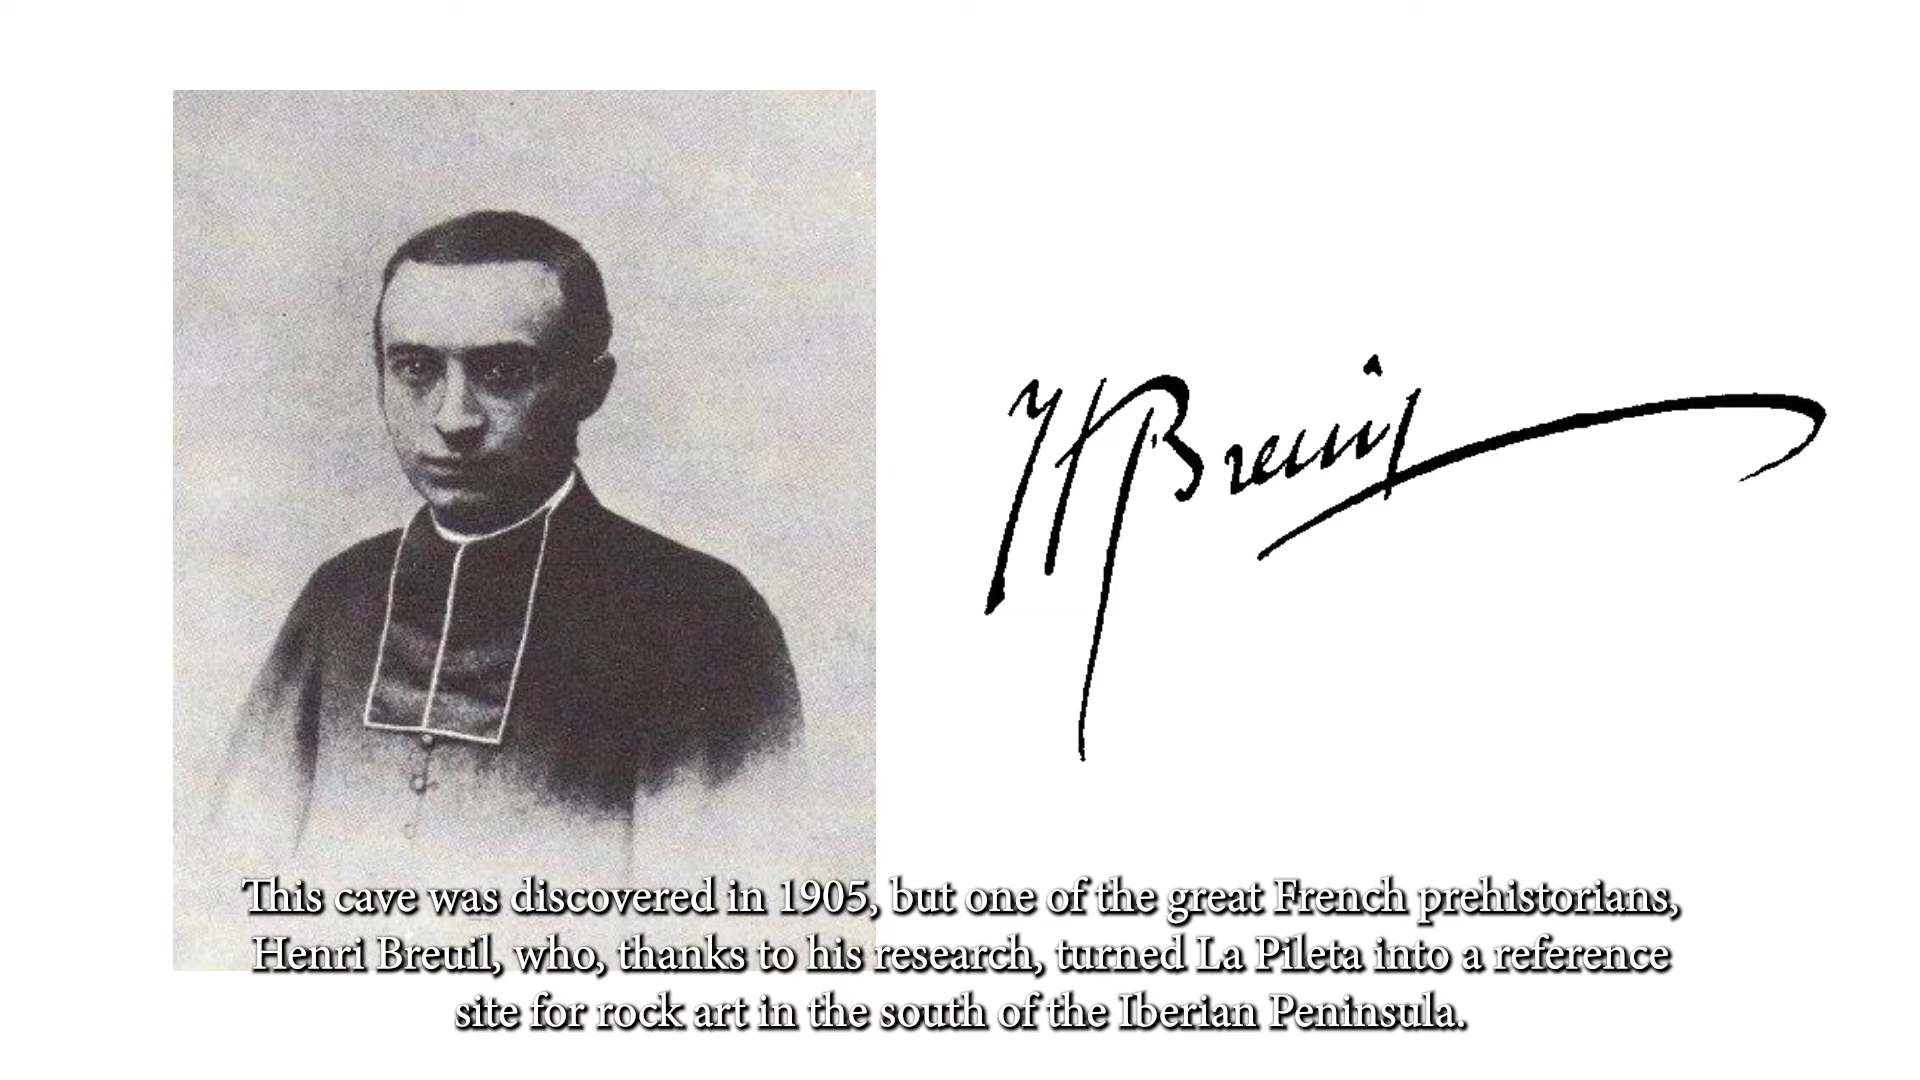 H Breuil
This cave was discovered in 1905, but one of the great French prehistorians,
Henri Breuil, who, thanks to his research, turned La Pileta into a reference
site for rock art in the south of the Iberian Peninsula.